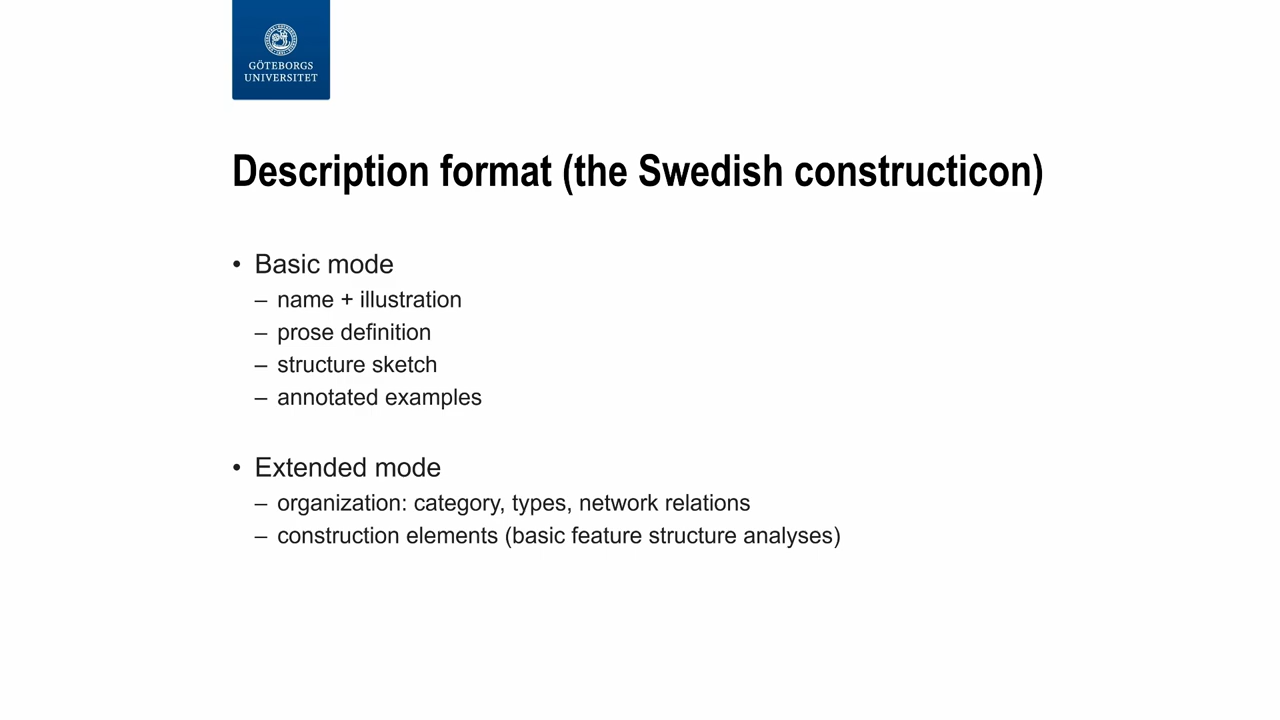 GÖTEBORGS
UNIVERSITET
Description format (the Swedish constructicon)
• Basic mode
– name + illustration
– prose definition
– structure sketch
– annotated examples
• Extended mode
– organization: category, types, network relations
– construction elements (basic feature structure analyses)